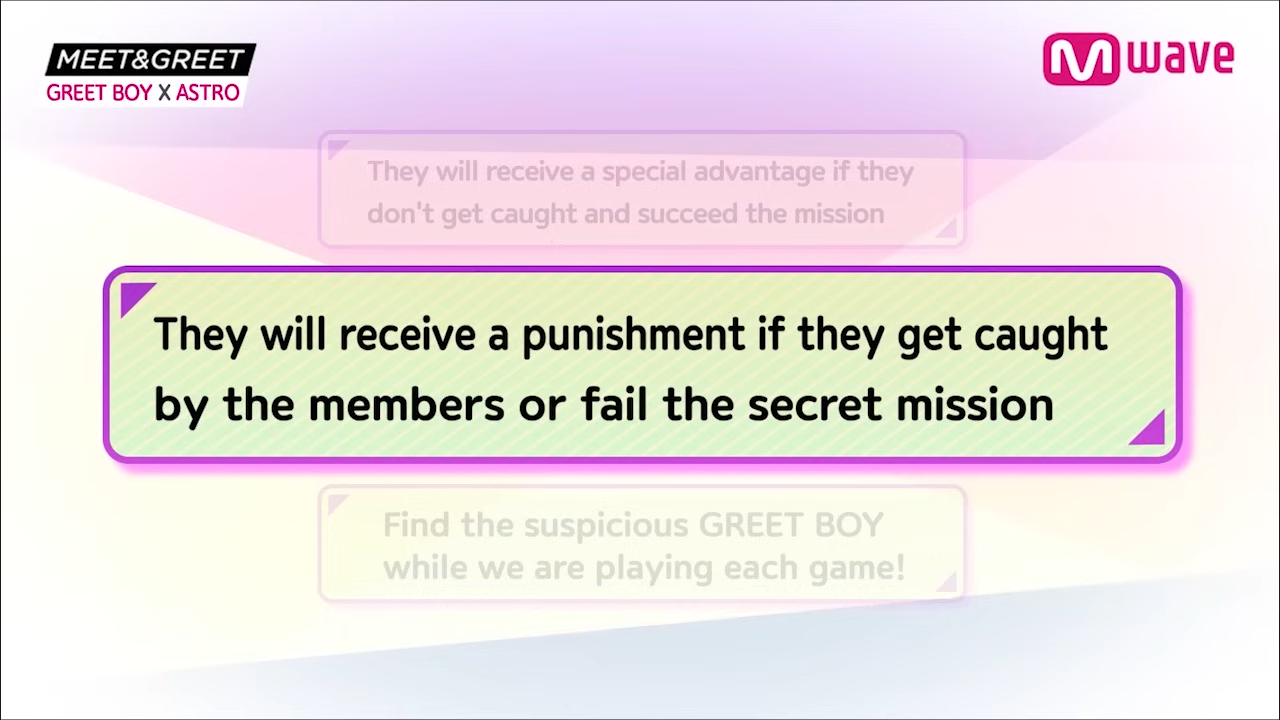 MEET&GREET
GREET BOY X ASTRO
M wave
They will receive a special advantage if they
don't get caught and succeed the mission
They will receive a punishment if they get caught
by the members or fail the secret mission
Find the suspicious GREET BOY
while we are playing each game!